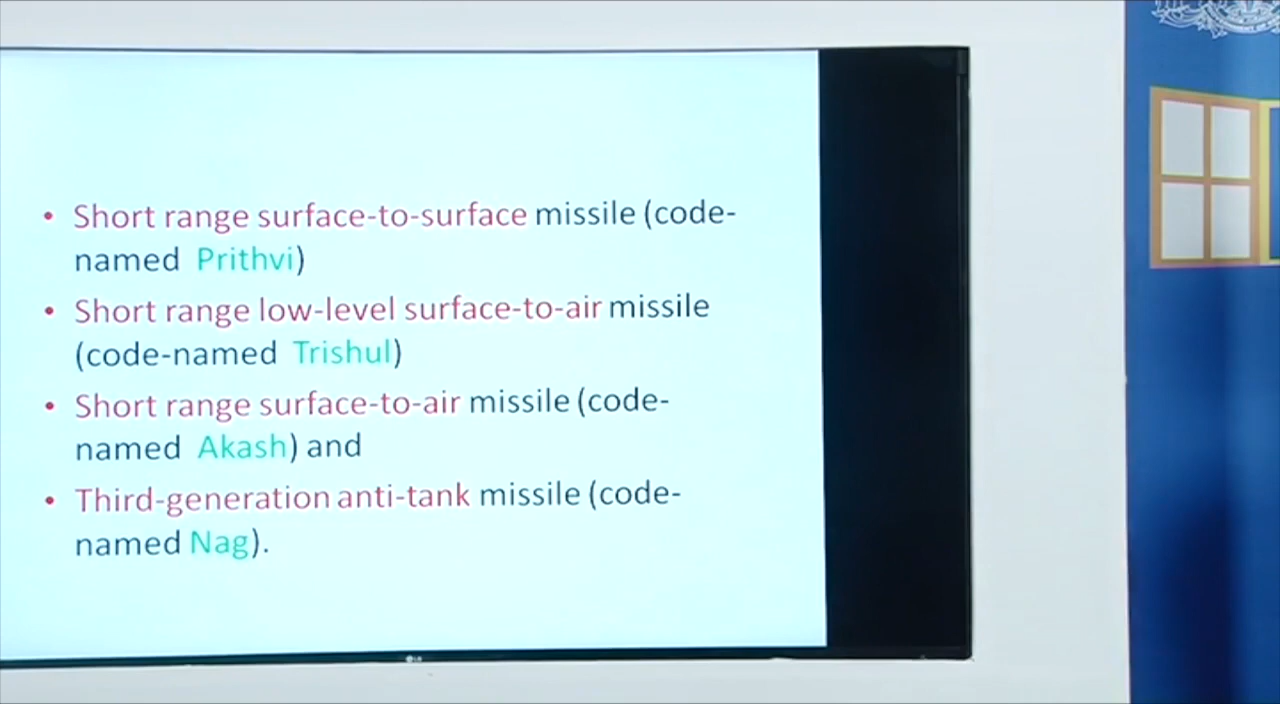 • Short range surface-to-surface missile (code-
named Prithvi)
• Short range low-level surface-to-air missile
(code-named Trishul)
• Short range surface-to-air missile (code-
named Akash) and
• Third-generation anti-tank missile (code-
named Nag).
LG